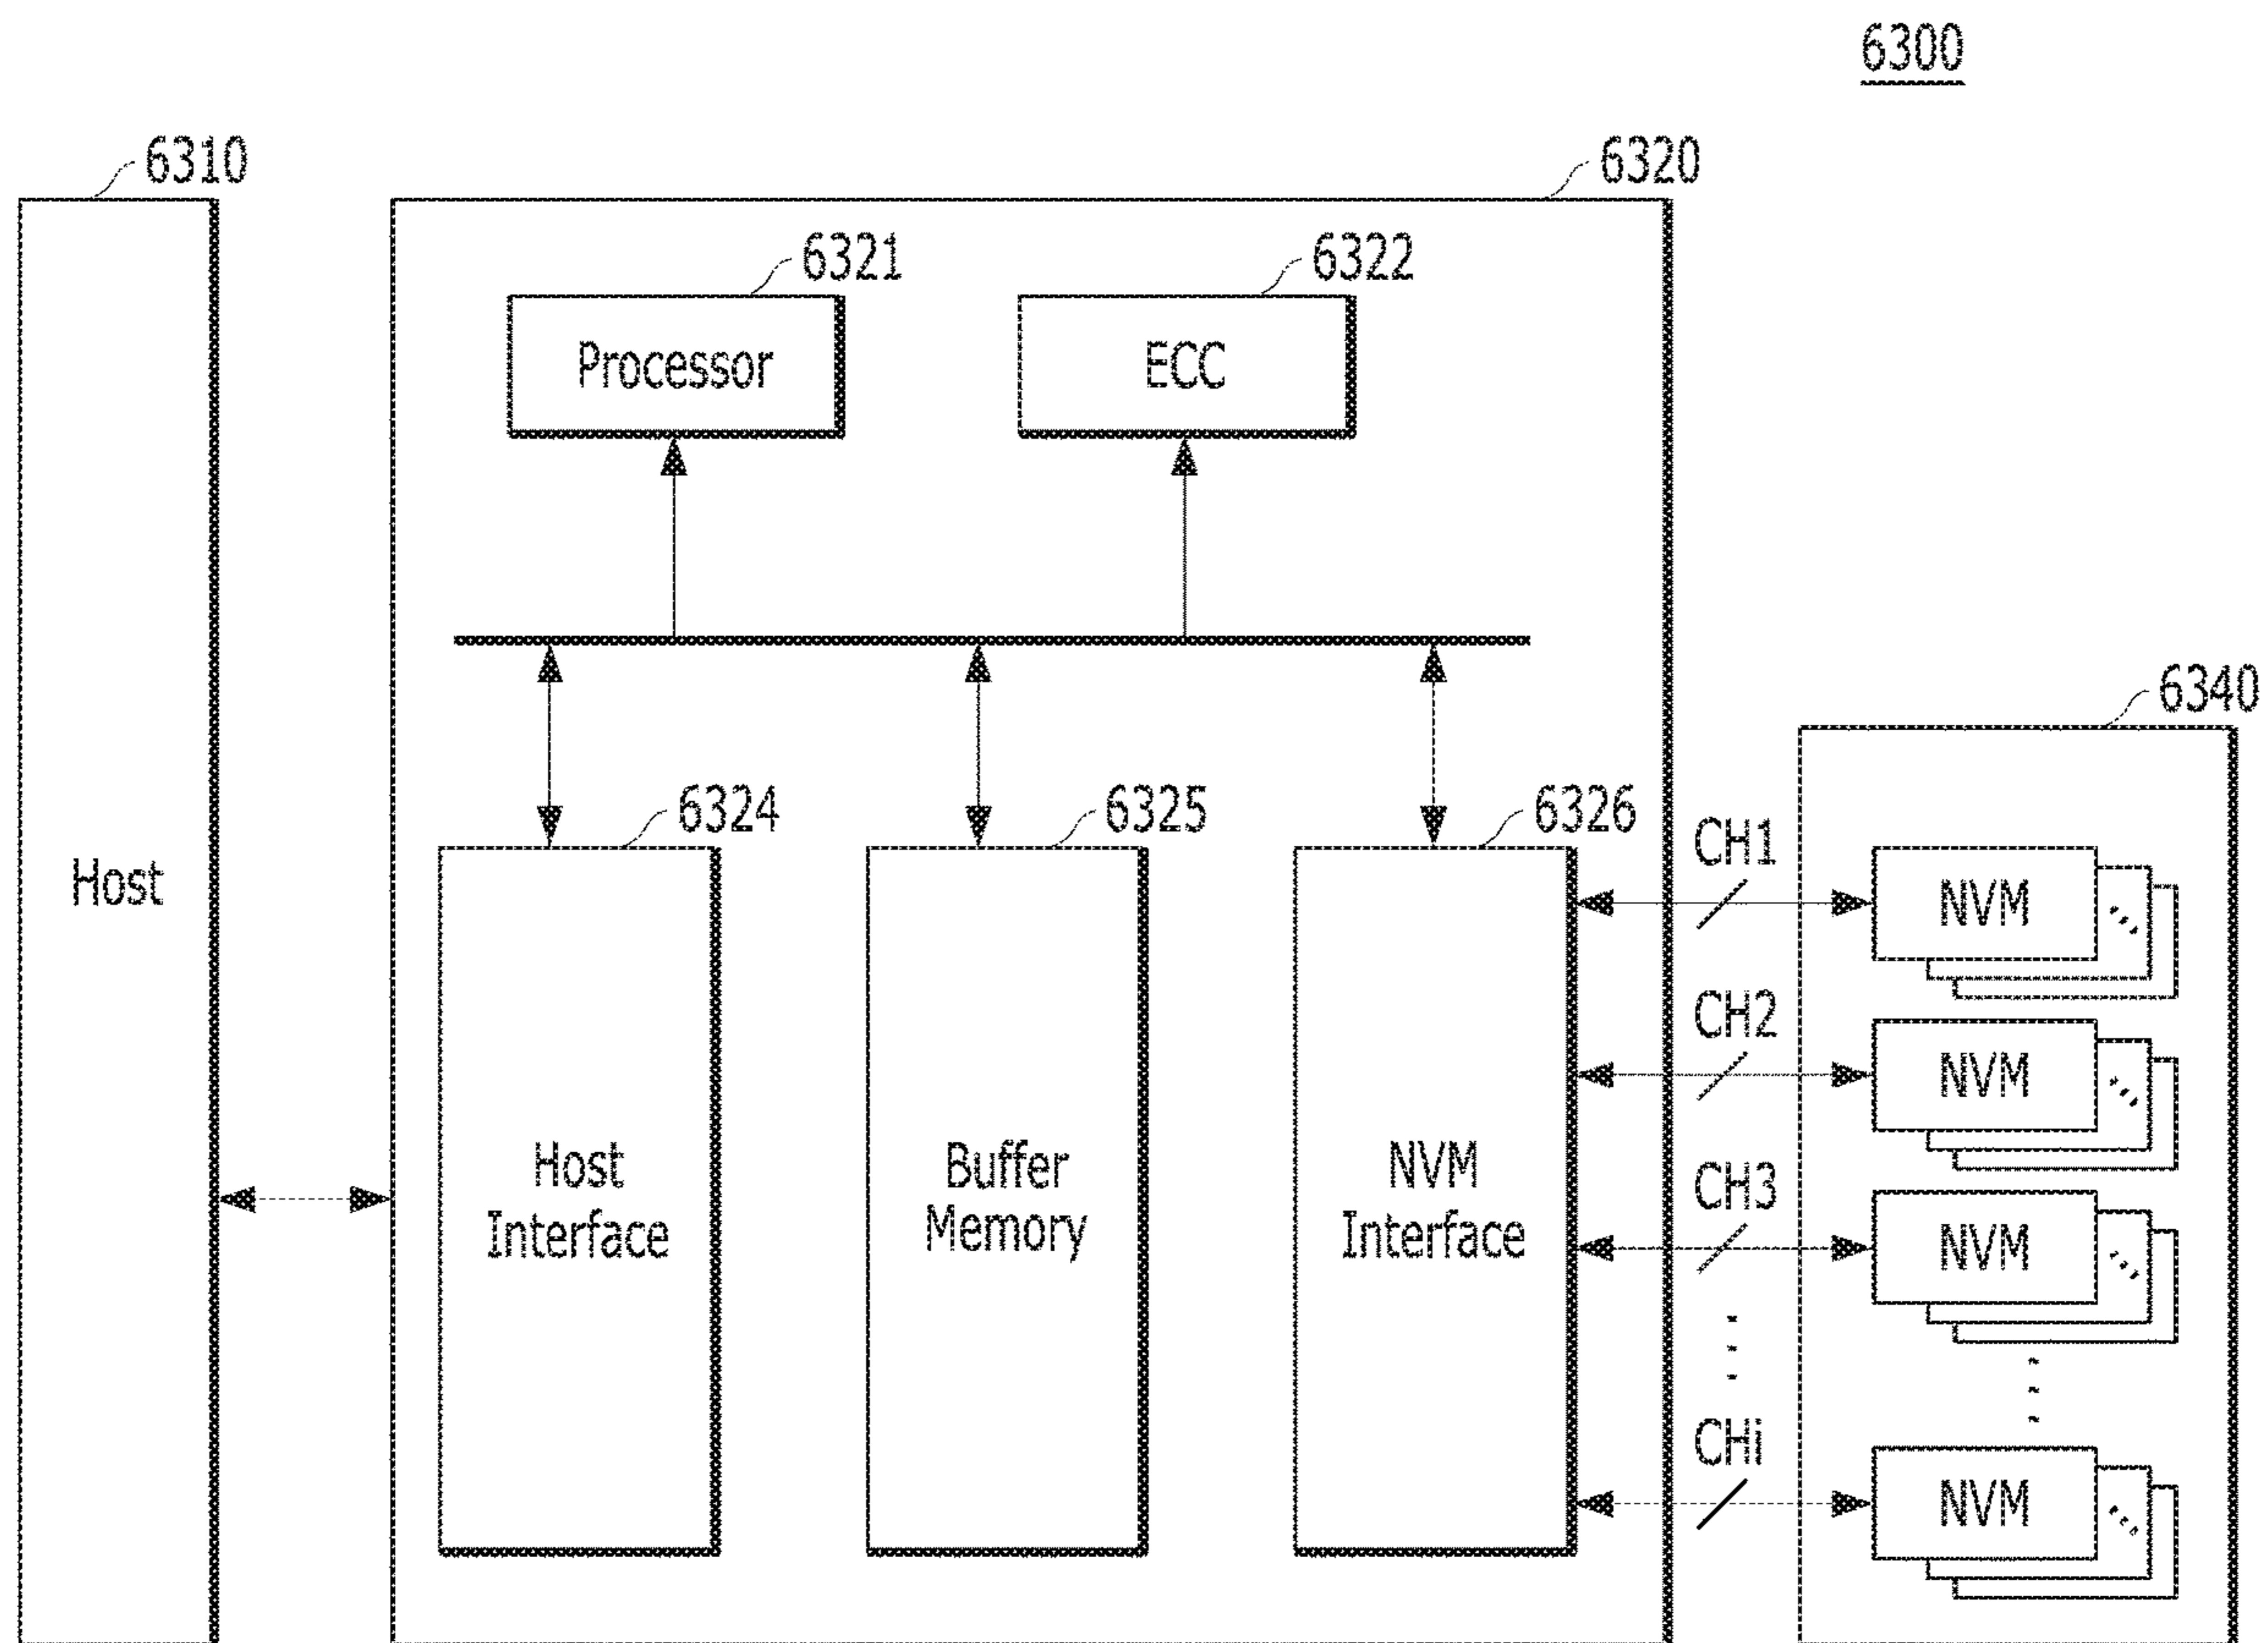 6300
6310
6320
6321
6322
Processor
ECC
6340
6324
6325
6326
CH1
Host
NVM
CH2
NVM
Host
Interface
Buffer
Memory
NVM
Interface
CH3
NVM
CHi
NVM